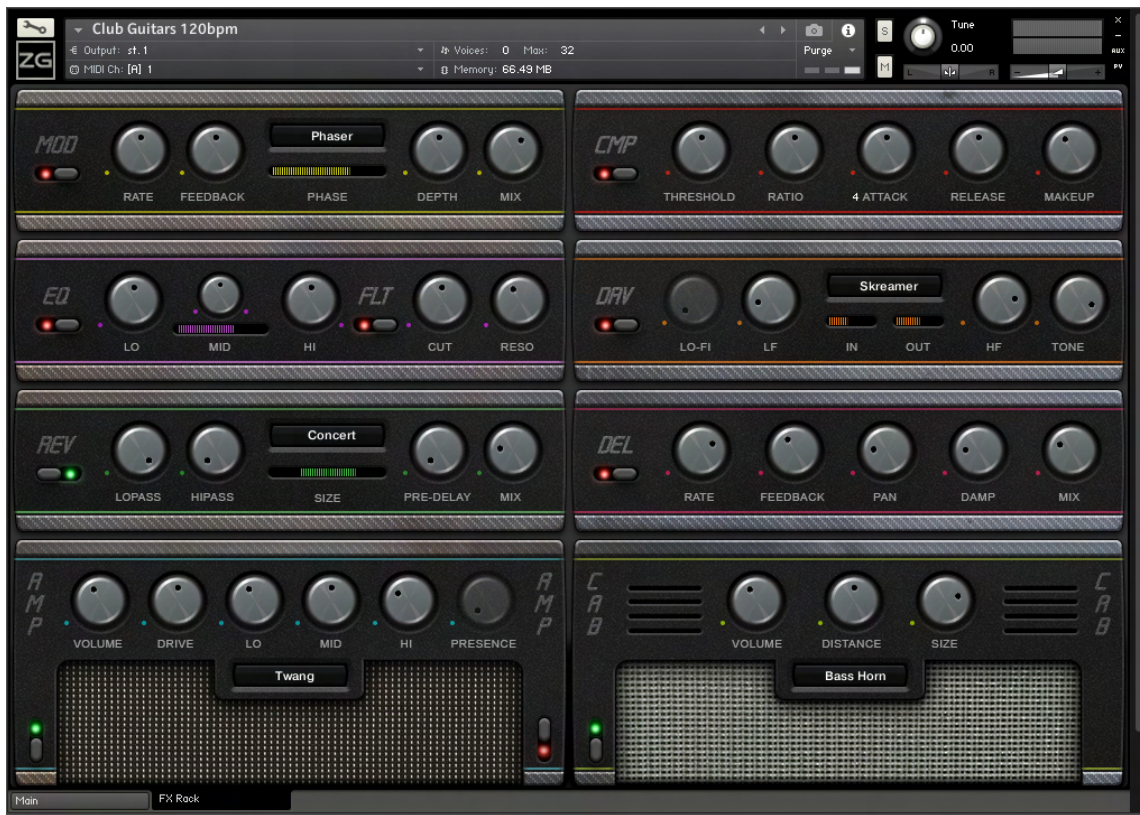 Club Guitars 120bpm
ZG
Output: st.1
Voices: 0 Max: 32
Purge
MIDI Ch: [A] 1
Memory: 66.49 MB
S
M
Tune
0.00
L R
- +
×
-
AUX
PV
MOD
Phaser
RATE FEEDBACK PHASE DEPTH MIX
CMP
THRESHOLD RATIO 4 ATTACK RELEASE MAKEUP
EQ
FLT
LO MID HI CUT RESO
DRV
Skreamer
LO-FI LF IN OUT HF TONE
REV
Concert
LOPASS HIPASS SIZE PRE-DELAY MIX
DEL
RATE FEEDBACK PAN DAMP MIX
AMP
VOLUME DRIVE LO MID HI PRESENCE
AMP
Twang
CAB
VOLUME DISTANCE SIZE
CAB
Bass Horn
Main
FX Rack